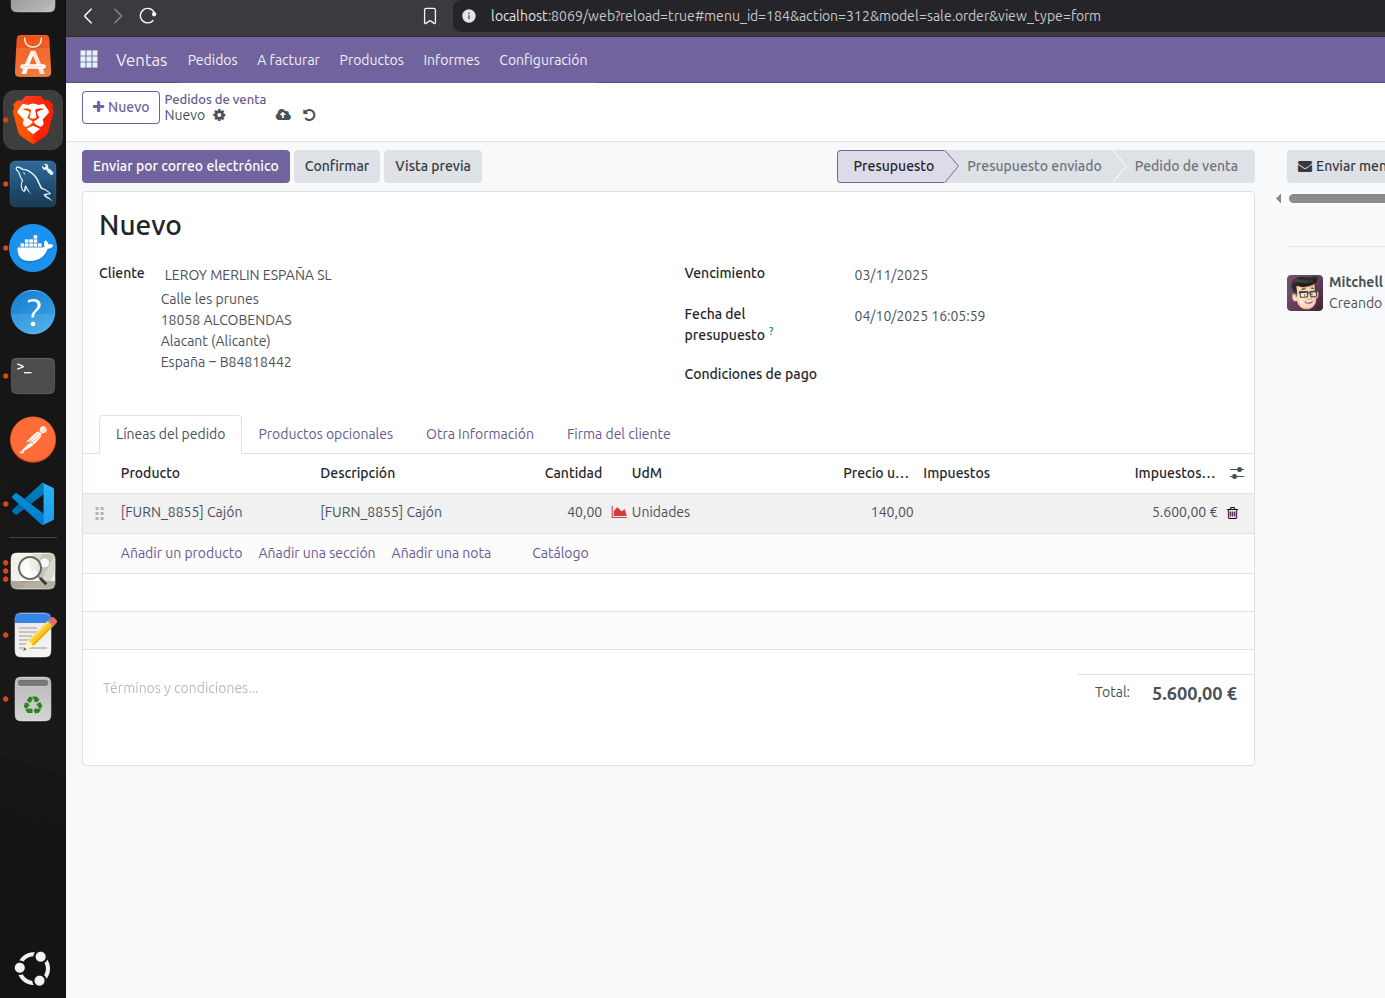 localhost:8069/web?reload=true#menu_id=184&action=312&model=sale.order&view_type=form
Ventas Pedidos A facturar Productos Informes Configuración
Nuevo
Pedidos de venta
Nuevo
Enviar por correo electrónico Confirmar Vista previa Presupuesto Presupuesto enviado Pedido de venta Enviar men
Nuevo
Cliente LEROY MERLIN ESPAÑA SL
Calle les prunes
18058 ALCOBENDAS
Alacant (Alicante)
España – B84818442
Vencimiento 03/11/2025
Fecha del presupuesto ? 04/10/2025 16:05:59
Condiciones de pago
Mitchell
Creando
Líneas del pedido Productos opcionales Otra Información Firma del cliente
Producto Descripción Cantidad UdM Precio u... Impuestos Impuestos...
[FURN_8855] Cajón [FURN_8855] Cajón 40,00 Unidades 140,00 5.600,00 €
Añadir un producto Añadir una sección Añadir una nota Catálogo
Términos y condiciones...
Total: 5.600,00 €